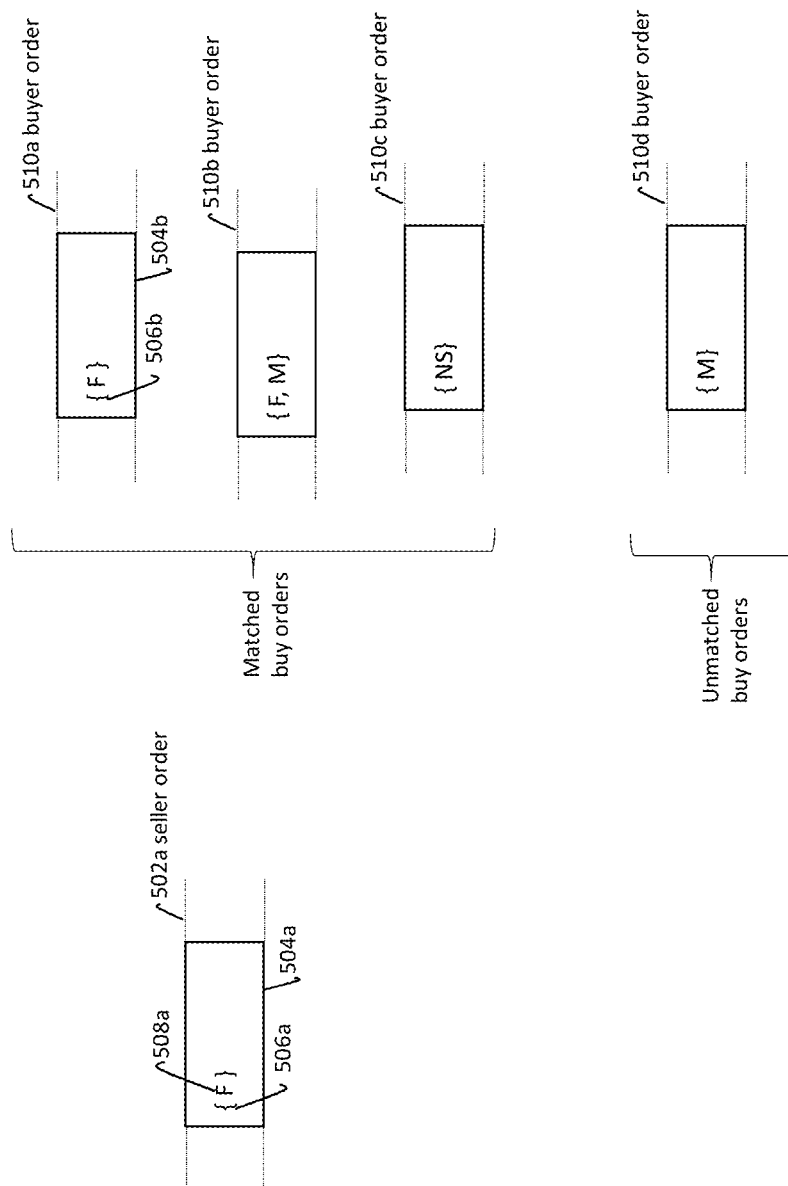 502a seller order
508a
{ F }
506a
504a
Matched
buy orders
510a buyer order
{ F }
506b
504b
510b buyer order
{ F, M}
510c buyer order
{ NS}
Unmatched
buy orders
510d buyer order
{ M}